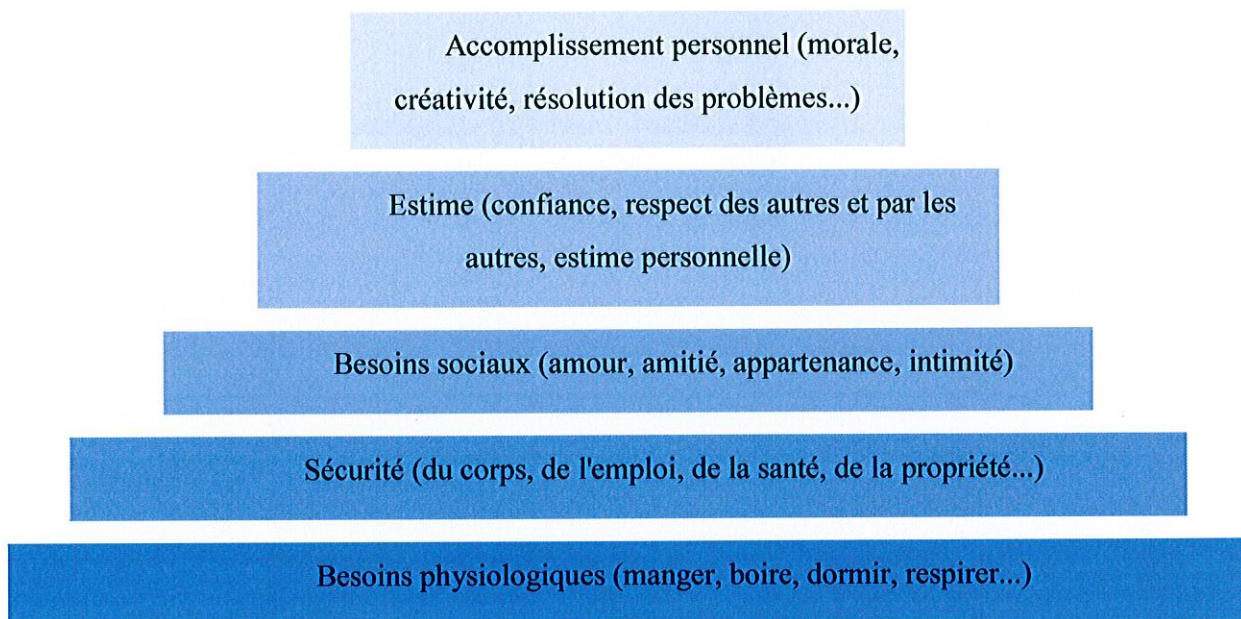 Accomplissement personnel (morale,
créativité, résolution des problèmes...)
Estime (confiance, respect des autres et par les
autres, estime personnelle)
Besoins sociaux (amour, amitié, appartenance, intimité)
Sécurité (du corps, de l'emploi, de la santé, de la propriété...)
Besoins physiologiques (manger, boire, dormir, respirer...)